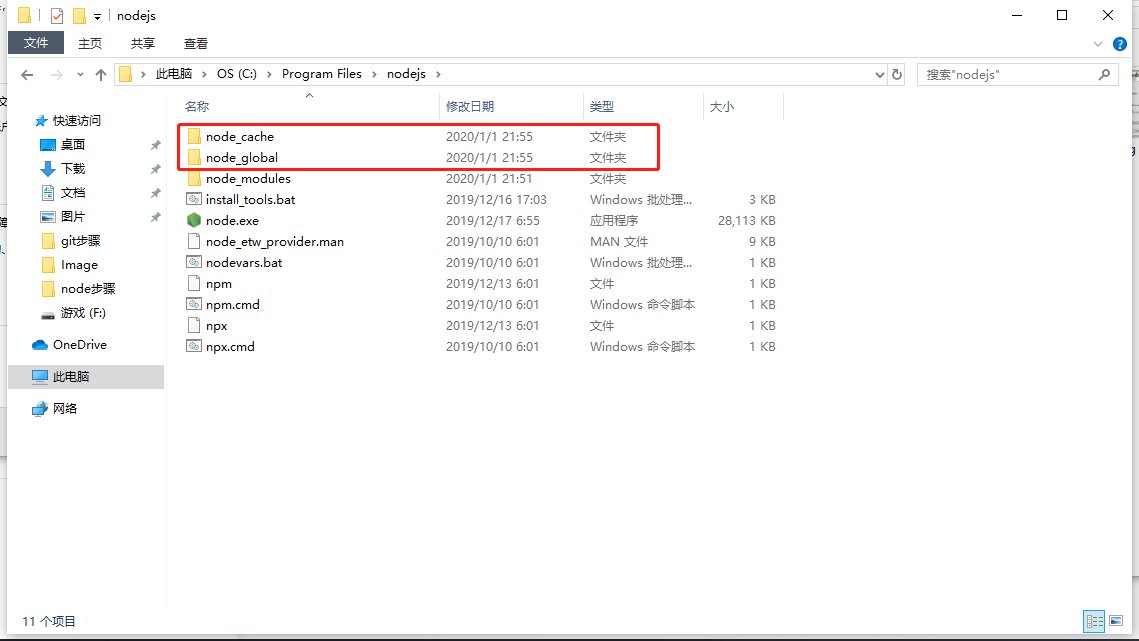 nodejs
文件 主页 共享 查看
此电脑 OS (C:) Program Files nodejs 搜索"nodejs"
名称 修改日期 类型 大小
快速访问
桌面
下载
文档
图片
git步骤
Image
node步骤
游戏 (F:)
OneDrive
此电脑
网络
node_cache 2020/1/1 21:55 文件夹
node_global 2020/1/1 21:55 文件夹
node_modules 2020/1/1 21:51 文件夹
install_tools.bat 2019/12/16 17:03 Windows 批处理... 3 KB
node.exe 2019/12/17 6:55 应用程序 28,113 KB
node_etw_provider.man 2019/10/10 6:01 MAN 文件 9 KB
nodevars.bat 2019/10/10 6:01 Windows 批处理... 1 KB
npm 2019/12/13 6:01 文件 1 KB
npm.cmd 2019/10/10 6:01 Windows 命令脚本 1 KB
npx 2019/12/13 6:01 文件 1 KB
npx.cmd 2019/10/10 6:01 Windows 命令脚本 1 KB
11 个项目